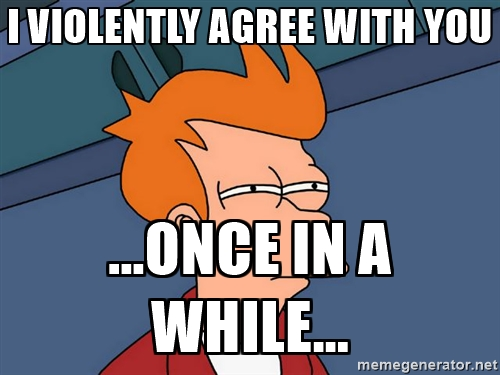 I VIOLENTLY AGREE WITH YOU
...ONCE IN A
WHILE...
memegenerator.net